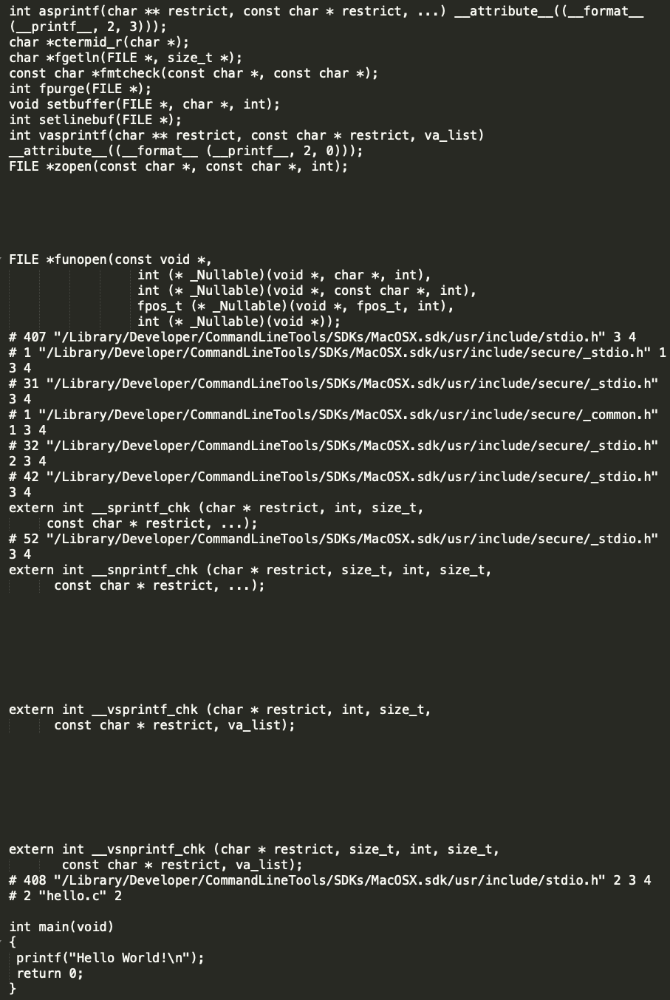 int asprintf(char ** restrict, const char * restrict, ...) __attribute__((__format__
(__printf__, 2, 3)));
char *ctermid_r(char *);
char *fgetln(FILE *, size_t *);
const char *fmtcheck(const char *, const char *);
int fpurge(FILE *);
void setbuffer(FILE *, char *, int);
int setlinebuf(FILE *);
int vasprintf(char ** restrict, const char * restrict, va_list)
__attribute__((__format__ (__printf__, 2, 0)));
FILE *zopen(const char *, const char *, int);
FILE *funopen(const void *,
                 int (* _Nullable)(void *, char *, int),
                 int (* _Nullable)(void *, const char *, int),
                 fpos_t (* _Nullable)(void *, fpos_t, int),
                 int (* _Nullable)(void *));
# 407 "/Library/Developer/CommandLineTools/SDKs/MacOSX.sdk/usr/include/stdio.h" 3 4
# 1 "/Library/Developer/CommandLineTools/SDKs/MacOSX.sdk/usr/include/secure/_stdio.h" 1
3 4
# 31 "/Library/Developer/CommandLineTools/SDKs/MacOSX.sdk/usr/include/secure/_stdio.h"
3 4
# 1 "/Library/Developer/CommandLineTools/SDKs/MacOSX.sdk/usr/include/secure/_common.h"
1 3 4
# 32 "/Library/Developer/CommandLineTools/SDKs/MacOSX.sdk/usr/include/secure/_stdio.h"
2 3 4
# 42 "/Library/Developer/CommandLineTools/SDKs/MacOSX.sdk/usr/include/secure/_stdio.h"
3 4
extern int __sprintf_chk (char * restrict, int, size_t,
     const char * restrict, ...);
# 52 "/Library/Developer/CommandLineTools/SDKs/MacOSX.sdk/usr/include/secure/_stdio.h"
3 4
extern int __snprintf_chk (char * restrict, size_t, int, size_t,
      const char * restrict, ...);
extern int __vsprintf_chk (char * restrict, int, size_t,
      const char * restrict, va_list);
extern int __vsnprintf_chk (char * restrict, size_t, int, size_t,
       const char * restrict, va_list);
# 408 "/Library/Developer/CommandLineTools/SDKs/MacOSX.sdk/usr/include/stdio.h" 2 3 4
# 2 "hello.c" 2
int main(void)
{
 printf("Hello World!\n");
 return 0;
}